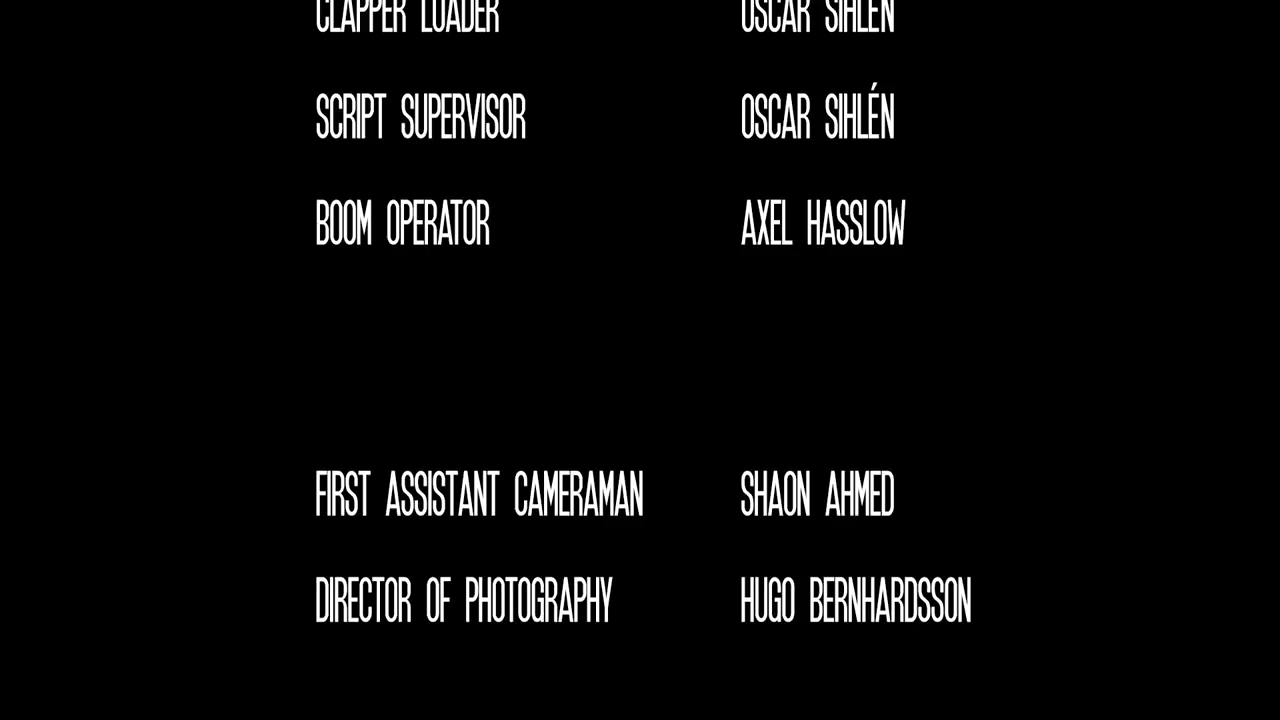 CLAPPER LOADER OSCAR SIHLÉN
SCRIPT SUPERVISOR OSCAR SIHLÉN
BOOM OPERATOR AXEL HASSLOW
FIRST ASSISTANT CAMERAMAN SHAON AHMED
DIRECTOR OF PHOTOGRAPHY HUGO BERNHARDSSON